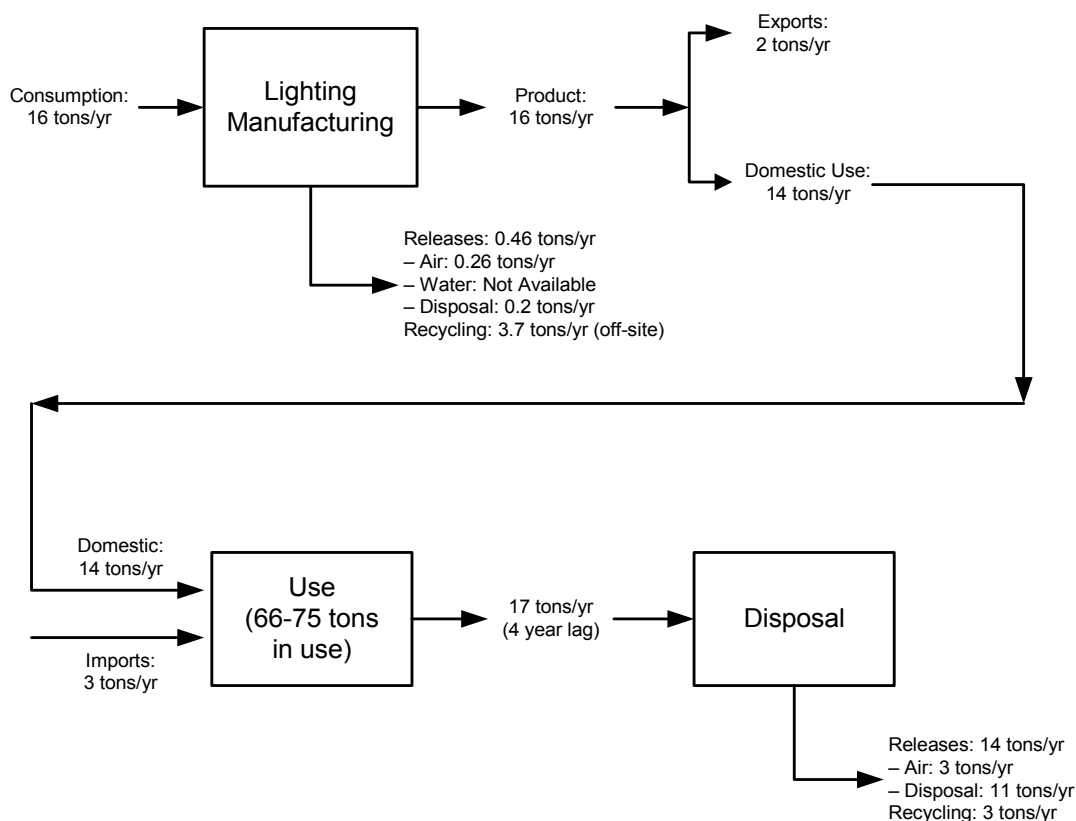 Consumption:
16 tons/yr
Lighting
Manufacturing
Product:
16 tons/yr
Exports:
2 tons/yr
Domestic Use:
14 tons/yr
Releases: 0.46 tons/yr
– Air: 0.26 tons/yr
– Water: Not Available
– Disposal: 0.2 tons/yr
Recycling: 3.7 tons/yr (off-site)
Domestic:
14 tons/yr
Imports:
3 tons/yr
Use
(66-75 tons
in use)
17 tons/yr
(4 year lag)
Disposal
Releases: 14 tons/yr
– Air: 3 tons/yr
– Disposal: 11 tons/yr
Recycling: 3 tons/yr